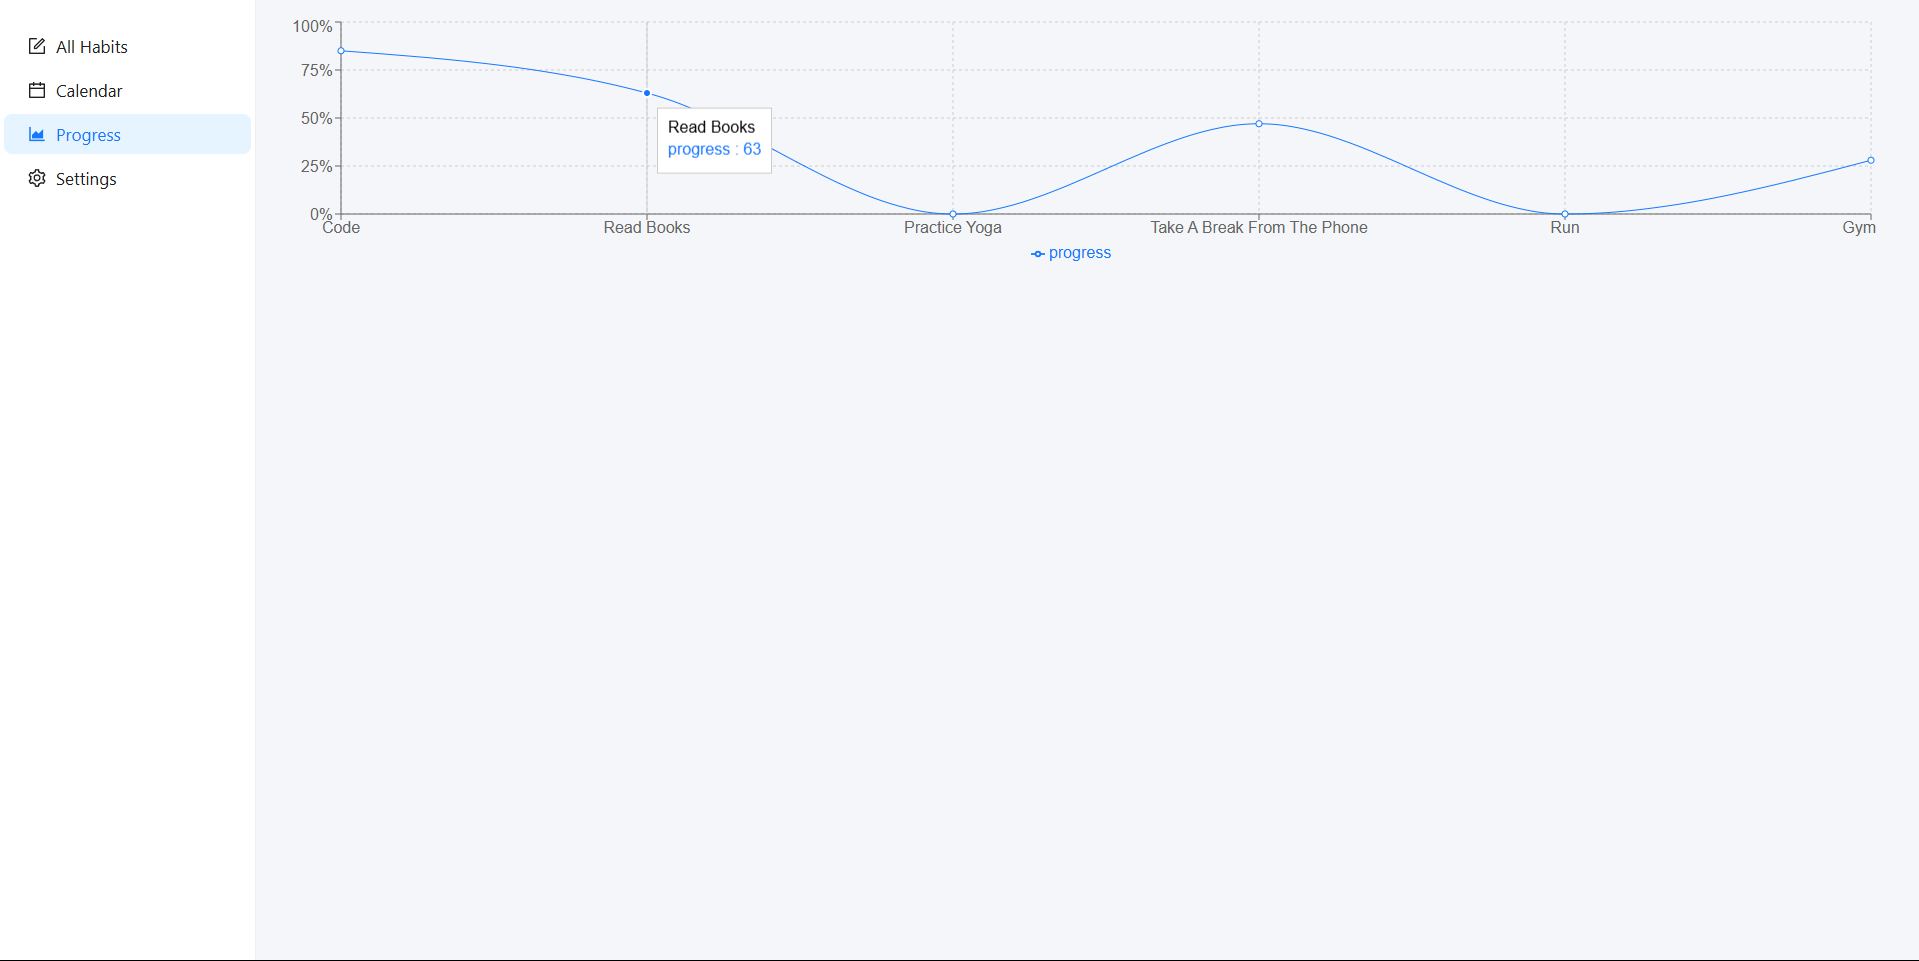 All Habits
Calendar
Progress
Settings
100%
75%
50%
25%
0%
Read Books
progress : 63
Code
Read Books
Practice Yoga
Take A Break From The Phone
Run
Gym
progress